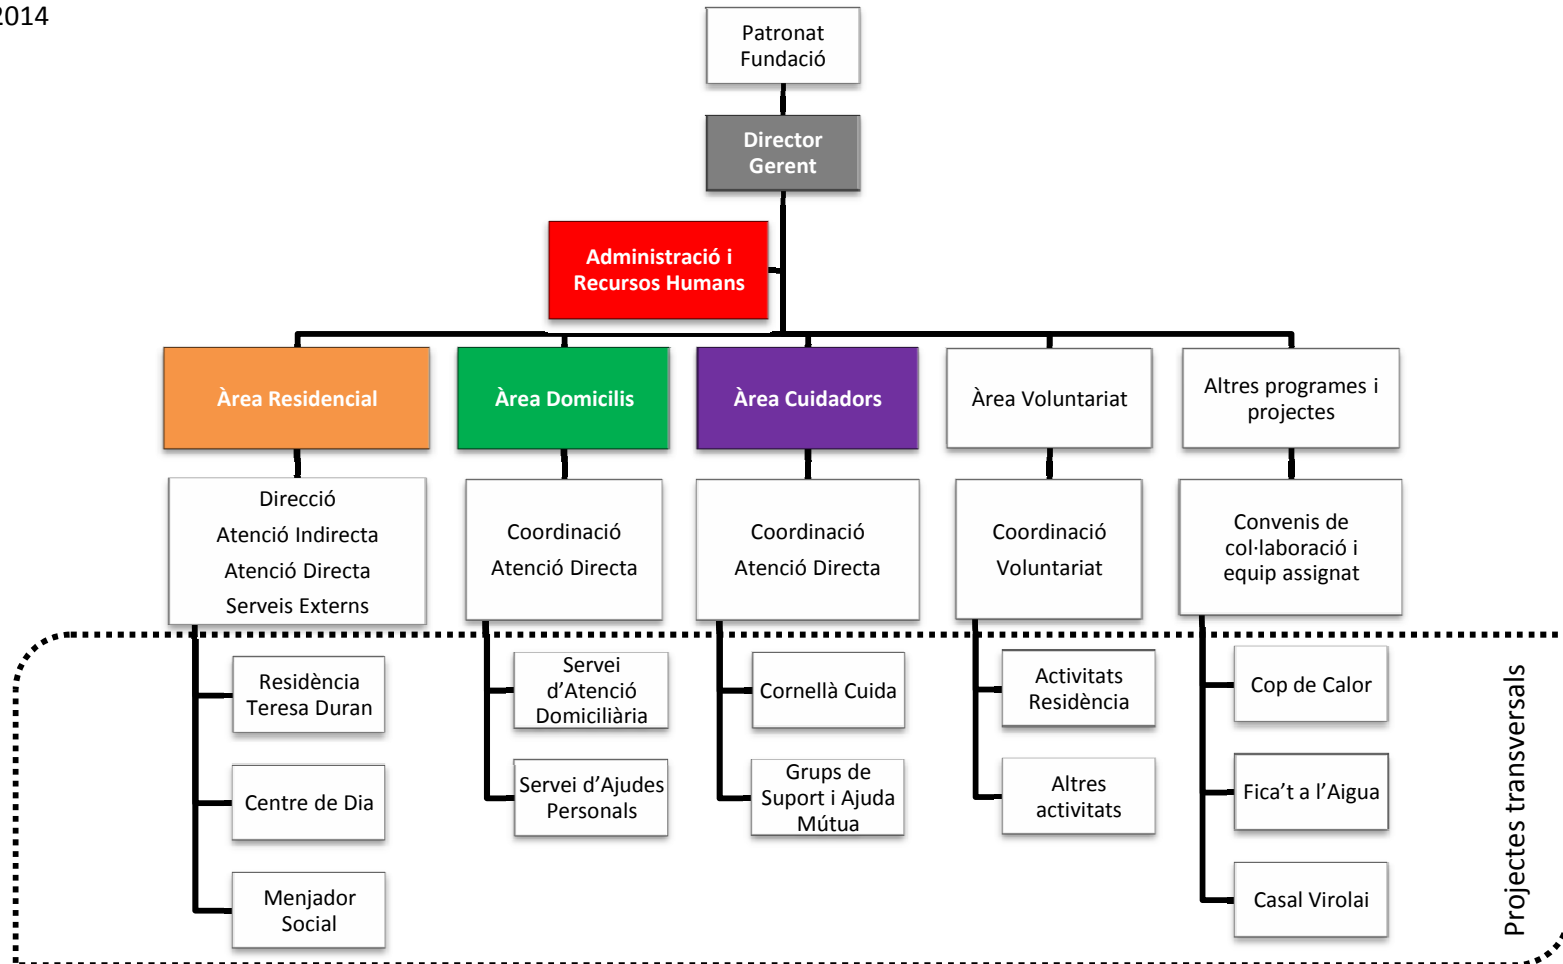 2014
Patronat
Fundació
Director
Gerent
Administració i
Recursos Humans
Àrea Residencial
Àrea Domicilis
Àrea Cuidadors
Àrea Voluntariat
Altres programes i
projectes
Direcció
Atenció Indirecta
Atenció Directa
Serveis Externs
Coordinació
Atenció Directa
Coordinació
Atenció Directa
Coordinació
Voluntariat
Convenis de
col·laboració i
equip assignat
Residència
Teresa Duran
Centre de Dia
Menjador
Social
Servei
d’Atenció
Domiciliària
Servei d’Ajudes
Personals
Cornellà Cuida
Grups de
Suport i Ajuda
Mútua
Activitats
Residència
Altres
activitats
Cop de Calor
Fica’t a l’Aigua
Casal Virolai
Projectes transversals